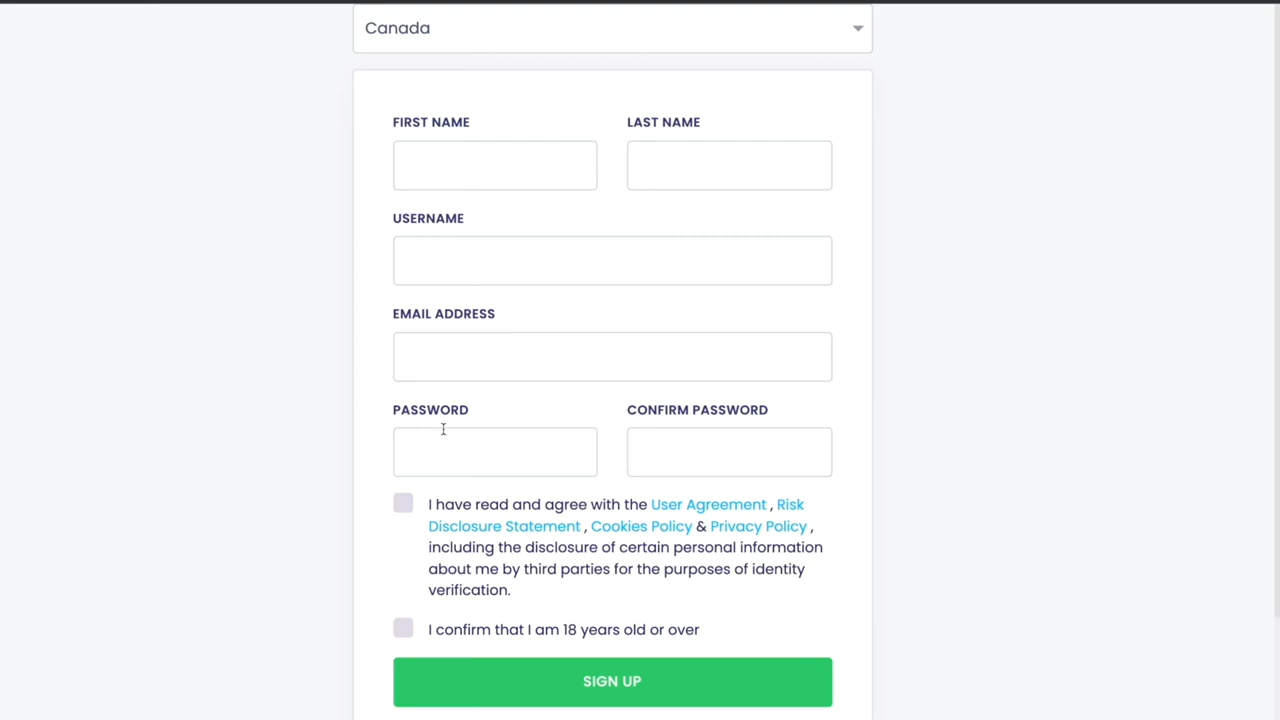 Canada
FIRST NAME LAST NAME
USERNAME
EMAIL ADDRESS
PASSWORD CONFIRM PASSWORD
I have read and agree with the User Agreement , Risk
Disclosure Statement , Cookies Policy & Privacy Policy ,
including the disclosure of certain personal information
about me by third parties for the purposes of identity
verification.
I confirm that I am 18 years old or over
SIGN UP